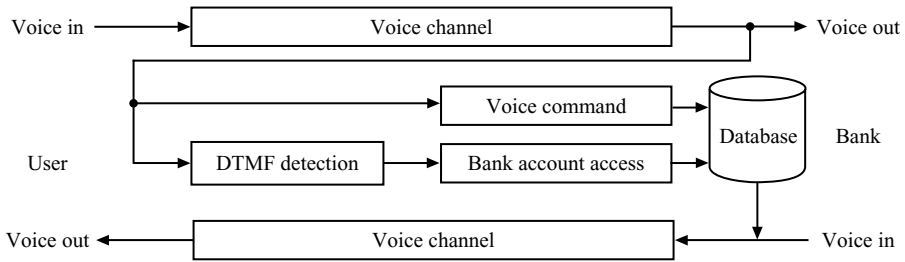 Voice in
Voice channel
Voice out
Voice command
Database
Bank
User
DTMF detection
Bank account access
Voice out
Voice channel
Voice in